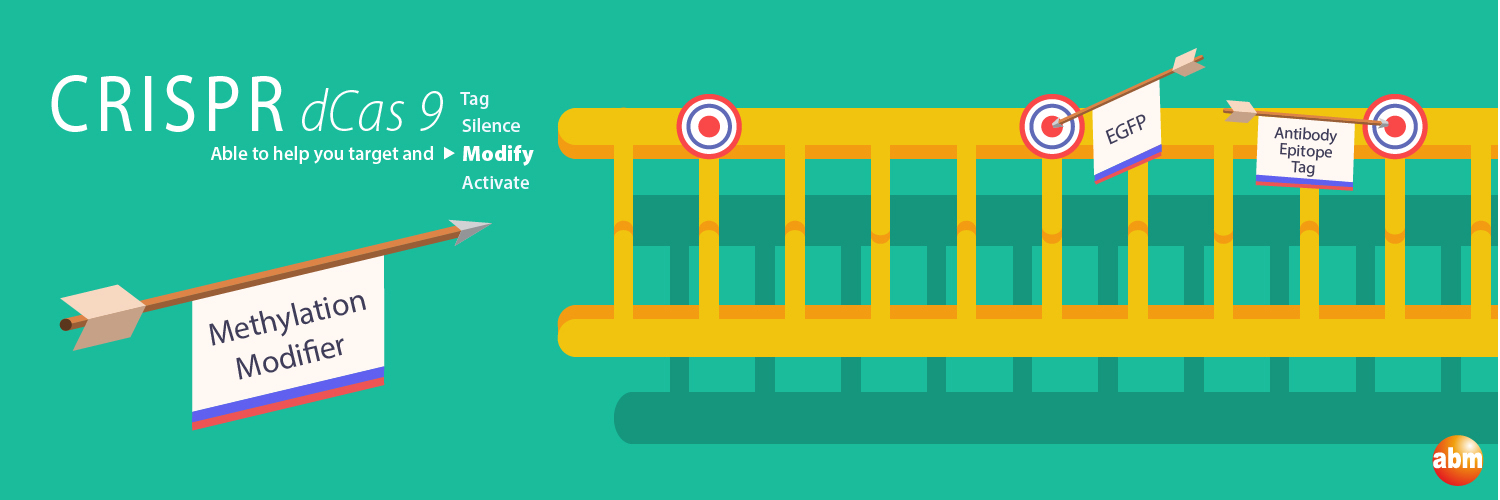 CRISPR dCas 9
Tag
Silence
Able to help you target and ▶ Modify
Activate
EGFP
Antibody
Epitope
Tag
Methylation
Modifier
abm